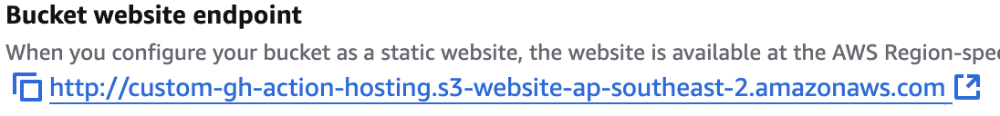 Bucket website endpoint
When you configure your bucket as a static website, the website is available at the AWS Region-spe
http://custom-gh-action-hosting.s3-website-ap-southeast-2.amazonaws.com